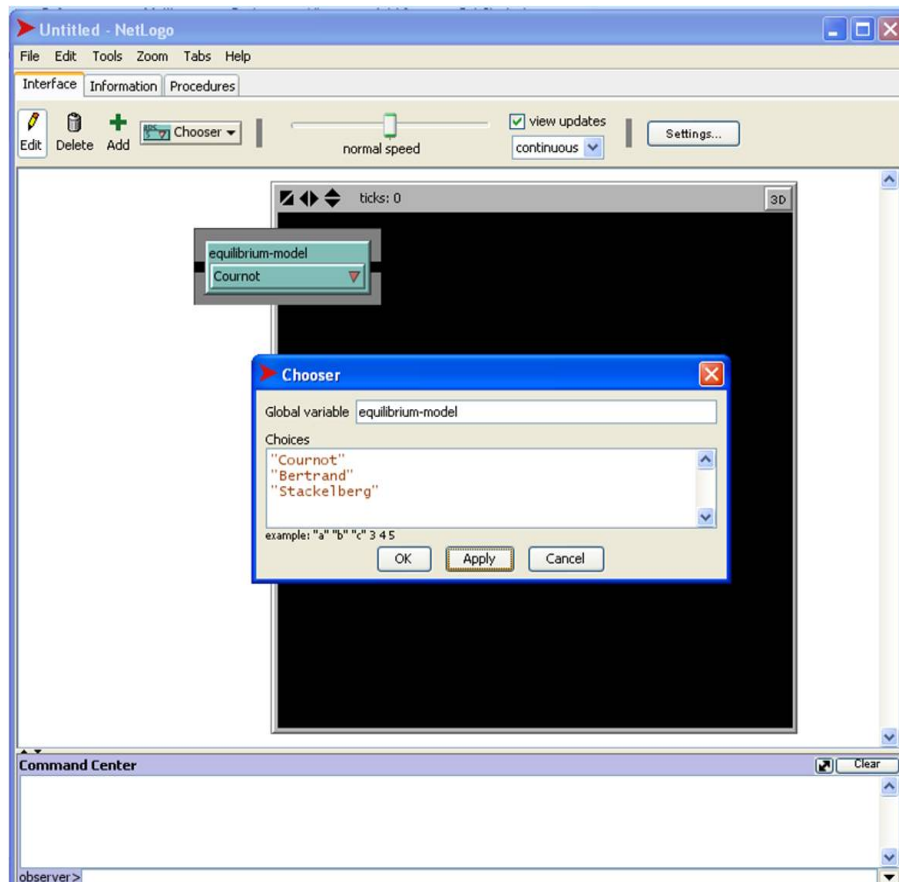 Untitled - NetLogo
File Edit Tools Zoom Tabs Help
Interface Information Procedures
Edit Delete Add Chooser normal speed view updates continuous Settings...
ticks: 0 3D
equilibrium-model
Cournot
Chooser
Global variable equilibrium-model
Choices
"Cournot"
"Bertrand"
"Stackelberg"
example: "a" "b" "c" 3 4 5
OK Apply Cancel
Command Center Clear
observer>